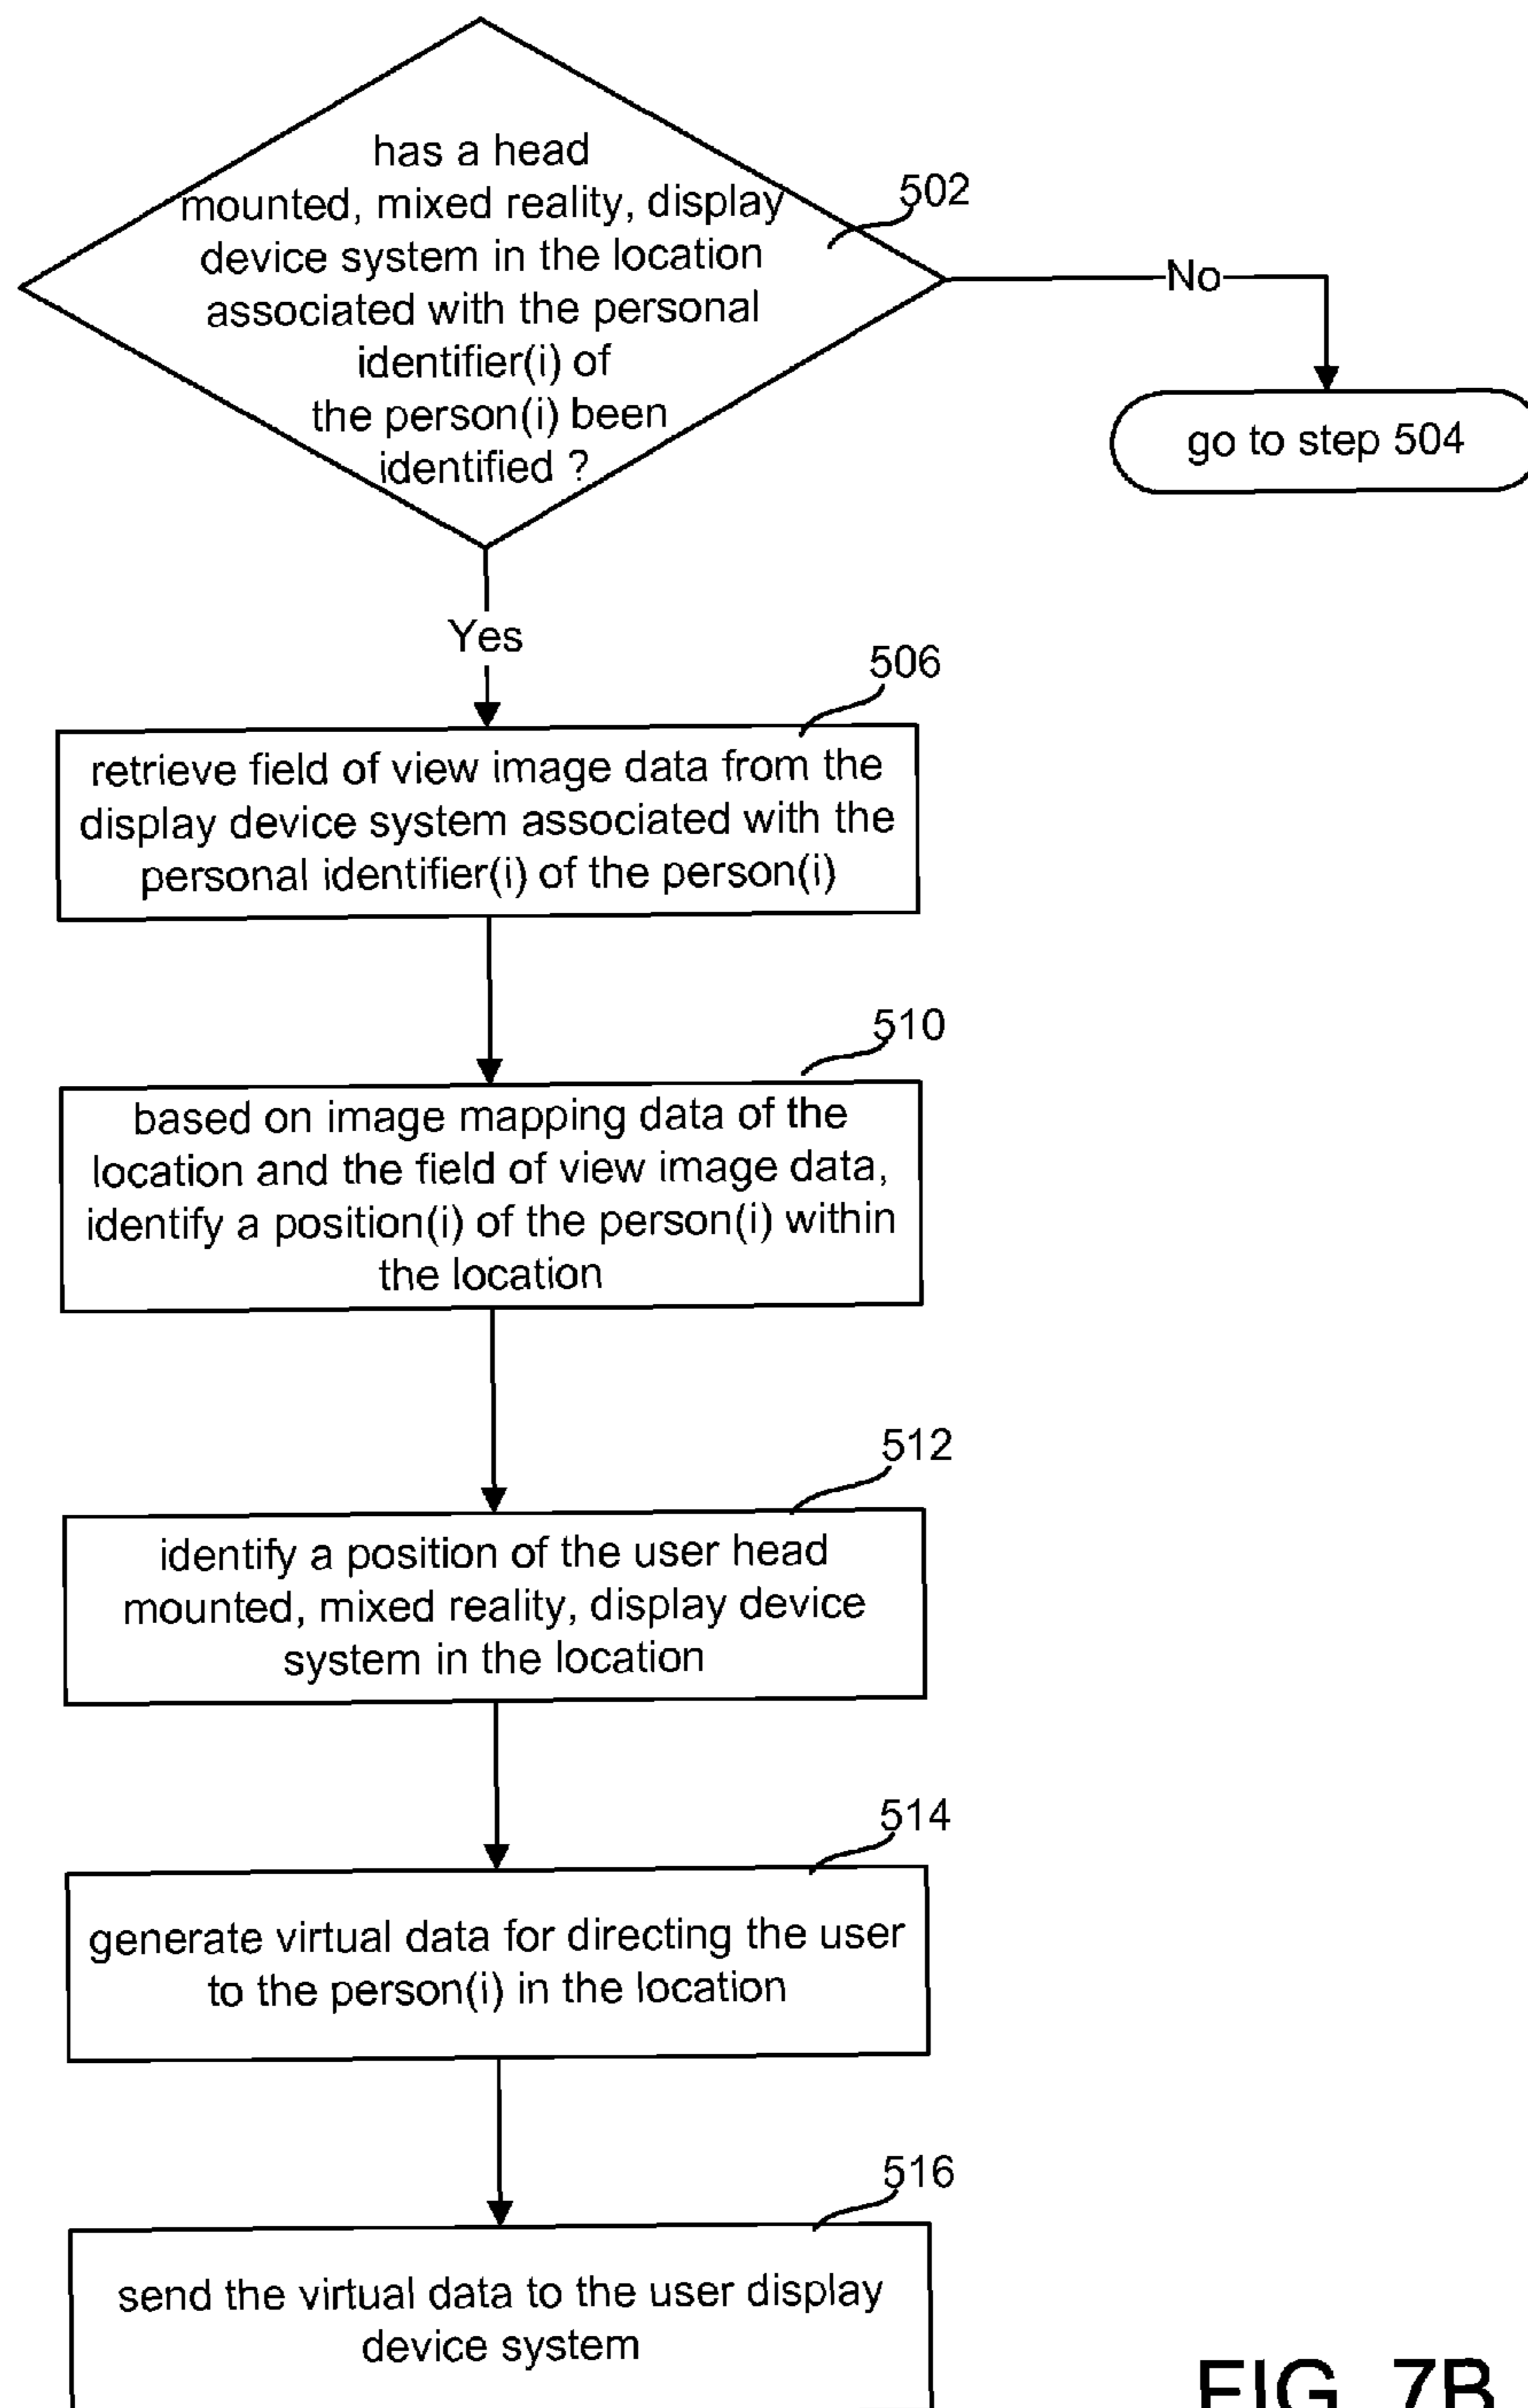 has a head
mounted, mixed reality, display
device system in the location
associated with the personal
identifier(i) of
the person(i) been
identified ?
502
No
go to step 504
Yes
506
retrieve field of view image data from the
display device system associated with the
personal identifier(i) of the person(i)
510
based on image mapping data of the
location and the field of view image data,
identify a position(i) of the person(i) within
the location
512
identify a position of the user head
mounted, mixed reality, display device
system in the location
514
generate virtual data for directing the user
to the person(i) in the location
516
send the virtual data to the user display
device system
FIG. 7B